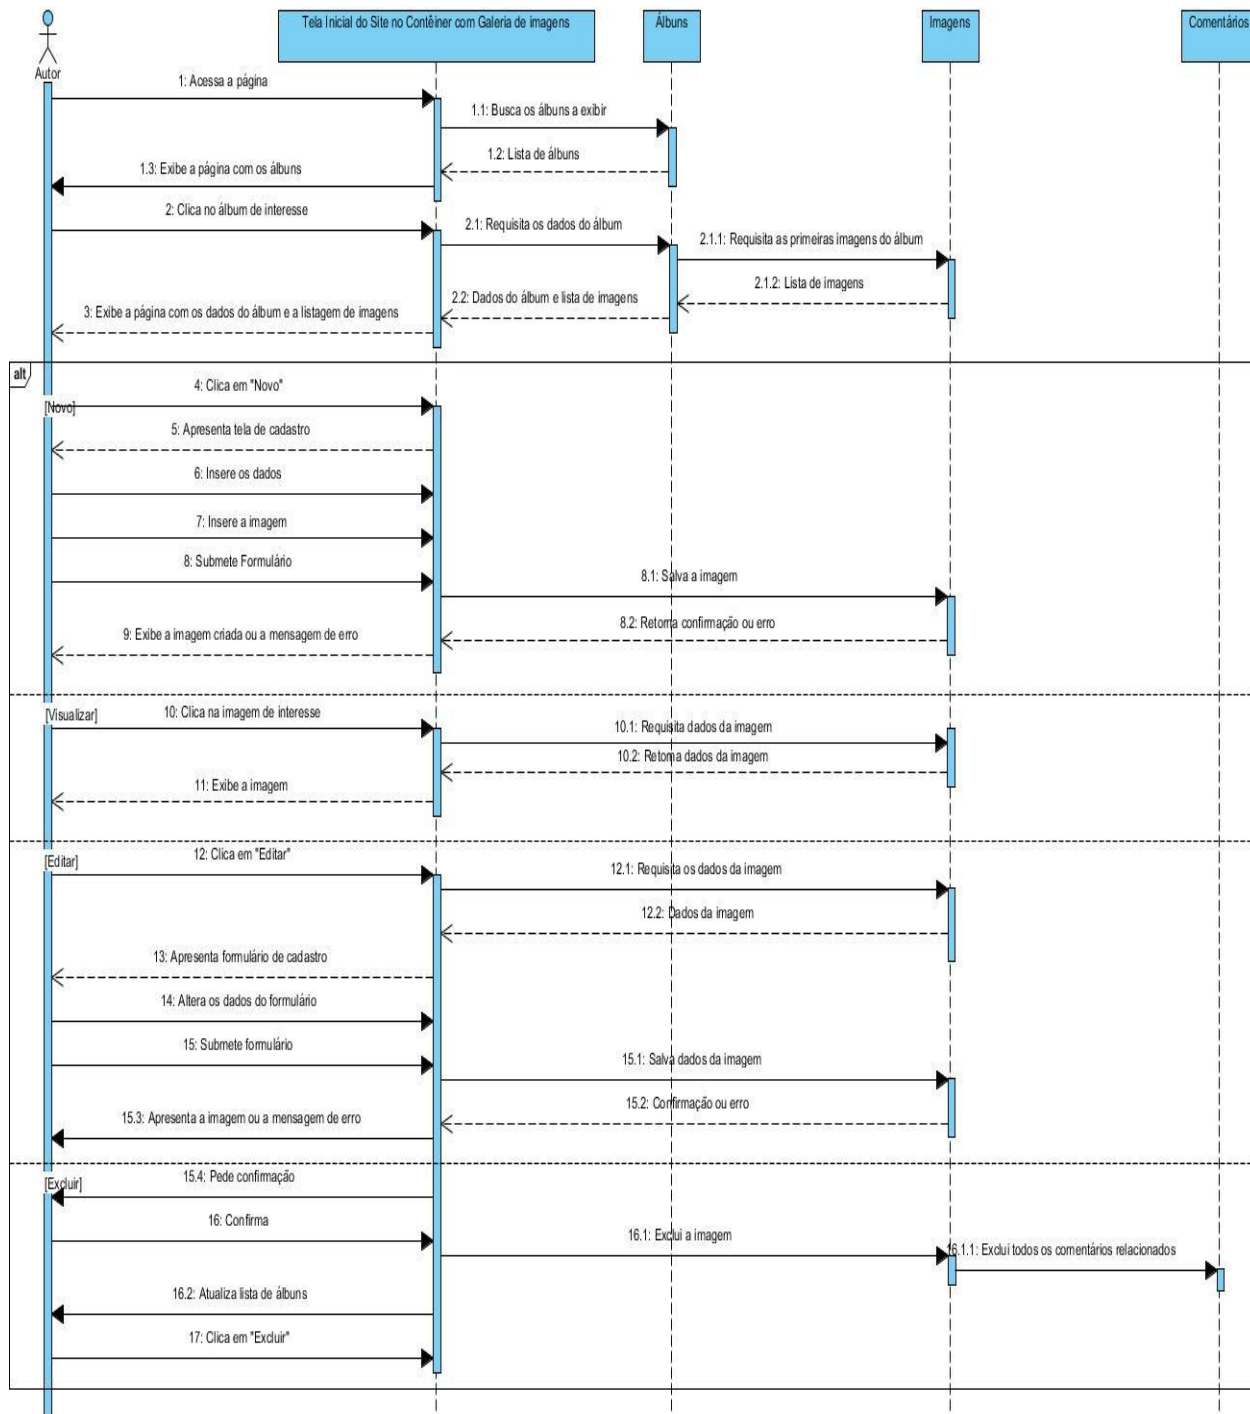 Autor
Tela Inicial do Site no Contêiner com Galeria de imagens
Álbuns
Imagens
Comentários
1: Acessa a página
1.1: Busca os álbuns a exibir
1.2: Lista de álbuns
1.3: Exibe a página com os álbuns
2: Clica no álbum de interesse
2.1: Requisita os dados do álbum
2.1.1: Requisita as primeiras imagens do álbum
2.1.2: Lista de imagens
2.2: Dados do álbum e lista de imagens
3: Exibe a página com os dados do álbum e a listagem de imagens
alt
4: Clica em "Novo"
[Novo]
5: Apresenta tela de cadastro
6: Insere os dados
7: Insere a imagem
8: Submete Formulário
8.1: Salva a imagem
8.2: Retorna confirmação ou erro
9: Exibe a imagem criada ou a mensagem de erro
[Visualizar]
10: Clica na imagem de interesse
10.1: Requisita dados da imagem
10.2: Retorna dados da imagem
11: Exibe a imagem
[Editar]
12: Clica em "Editar"
12.1: Requisita os dados da imagem
12.2: Dados da imagem
13: Apresenta formulário de cadastro
14: Altera os dados do formulário
15: Submete formulário
15.1: Salva dados da imagem
15.2: Confirmação ou erro
15.3: Apresenta a imagem ou a mensagem de erro
[Excluir]
15.4: Pede confirmação
16: Confirma
16.1: Exclui a imagem
16.1.1: Exclui todos os comentários relacionados
16.2: Atualiza lista de álbuns
17: Clica em "Excluir"